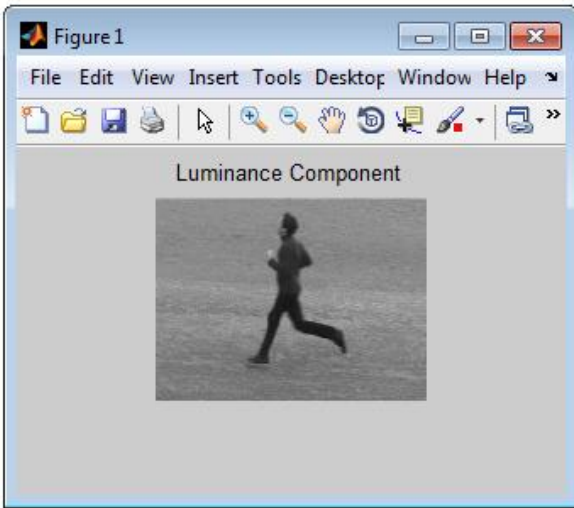 Figure 1
File Edit View Insert Tools Desktop Window Help
Luminance Component